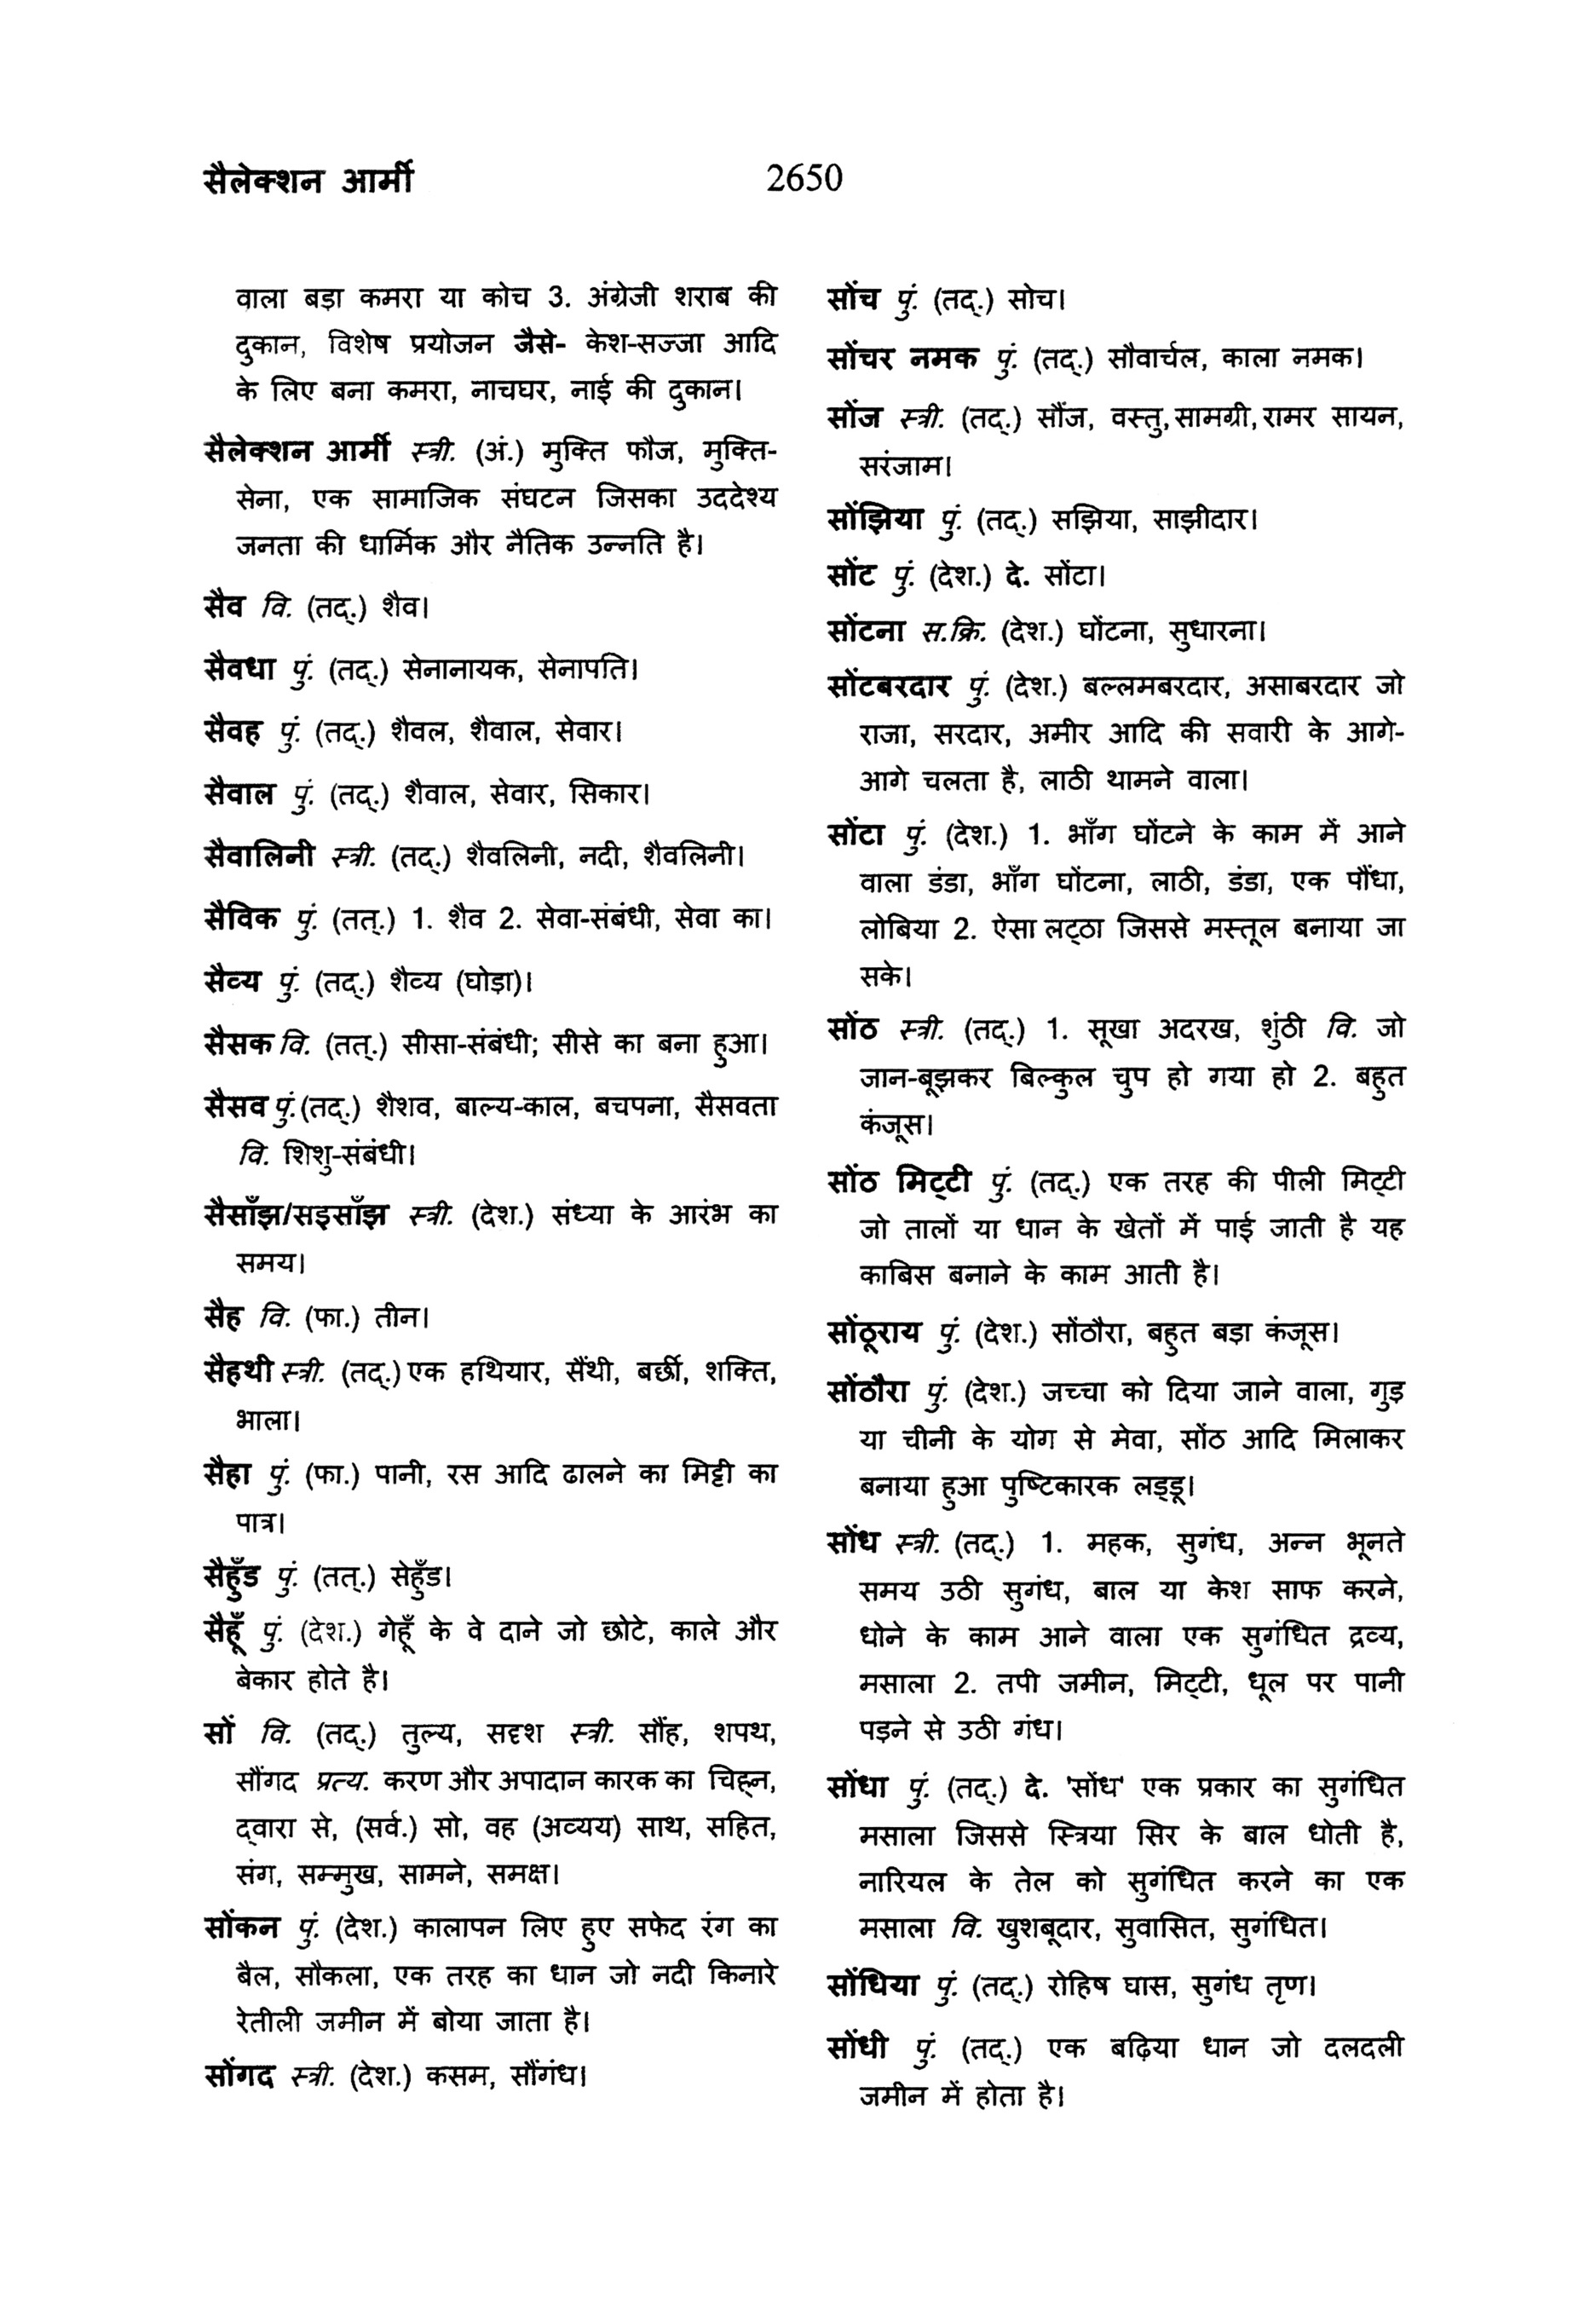 सैलेक्शन आर्मी
2650
वाला बड़ा कमरा या कोच 3. अंग्रेजी शराब की
दुकान, विशेष प्रयोजन जैसे- केश-सज्जा आदि
के लिए बना कमरा, नाचघर, नाई की दुकान।
सैलेक्शन आर्मी स्त्री. (अं.) मुक्ति फौज, मुक्ति-
सेना, एक सामाजिक संघटन जिसका उददेश्य
जनता की धार्मिक और नैतिक उन्नति है।
सैव वि. (तद्.) शैव।
सैवधा पुं. (तद्.) सेनानायक, सेनापति।
सैवह पुं. (तद्.) शैवल, शैवाल, सेवार।
सैवाल पुं. (तद्.) शैवाल, सेवार, सिकार।
सैवालिनी स्त्री. (तद्.) शैवलिनी, नदी, शैवलिनी।
सैविक पुं. (तत्.) 1. शैव 2. सेवा-संबंधी, सेवा का।
सैव्य पुं. (तद्.) शैव्य (घोड़ा)।
सैसक वि. (तत्.) सीसा-संबंधी; सीसे का बना हुआ।
सैसव पुं.(तद्.) शैशव, बाल्य-काल, बचपना, सैसवता
वि. शिशु-संबंधी।
सैसाँझ/सइसाँझ स्त्री. (देश.) संध्या के आरंभ का
समय।
सैह वि. (फा.) तीन।
सैहथी स्त्री. (तद्.) एक हथियार, सैंथी, बर्छी, शक्ति,
भाला।
सैहा पुं. (फा.) पानी, रस आदि ढालने का मिट्टी का
पात्र।
सैहुँड पुं. (तत्.) सेहुँड।
सैहूँ पुं. (देश.) गेहूँ के वे दाने जो छोटे, काले और
बेकार होते है।
सों वि. (तद्.) तुल्य, सदृश स्त्री. सौंह, शपथ,
सौंगद प्रत्य. करण और अपादान कारक का चिह्न,
द्वारा से, (सर्व.) सो, वह (अव्यय) साथ, सहित,
संग, सम्मुख, सामने, समक्ष।
सोंकन पुं. (देश.) कालापन लिए हुए सफेद रंग का
बैल, सौकला, एक तरह का धान जो नदी किनारे
रेतीली जमीन में बोया जाता है।
सोंगद स्त्री. (देश.) कसम, सौंगंध।
सोंच पुं. (तद्.) सोच।
सोंचर नमक पुं. (तद्.) सौवार्चल, काला नमक।
सोंज स्त्री. (तद्.) सौंज, वस्तु, सामग्री, रामर सायन,
सरंजाम।
सोंझिया पुं. (तद्.) सझिया, साझीदार।
सोंट पुं. (देश.) दे. सोंटा।
सोंटना स.क्रि. (देश.) घोंटना, सुधारना।
सोंटबरदार पुं. (देश.) बल्लमबरदार, असाबरदार जो
राजा, सरदार, अमीर आदि की सवारी के आगे-
आगे चलता है, लाठी थामने वाला।
सोंटा पुं. (देश.) 1. भाँग घोंटने के काम में आने
वाला डंडा, भाँग घोंटना, लाठी, डंडा, एक पौंधा,
लोबिया 2. ऐसा लट्ठा जिससे मस्तूल बनाया जा
सके।
सोंठ स्त्री. (तद्.) 1. सूखा अदरख, शुंठी वि. जो
जान-बूझकर बिल्कुल चुप हो गया हो 2. बहुत
कंजूस।
सोंठ मिट्टी पुं. (तद्.) एक तरह की पीली मिट्टी
जो तालों या धान के खेतों में पाई जाती है यह
काबिस बनाने के काम आती है।
सोंठूराय पुं. (देश.) सोंठौरा, बहुत बड़ा कंजूस।
सोंठौरा पुं. (देश.) जच्चा को दिया जाने वाला, गुड़
या चीनी के योग से मेवा, सोंठ आदि मिलाकर
बनाया हुआ पुष्टिकारक लड्डू।
सोंध स्त्री. (तद्.) 1. महक, सुगंध, अन्न भूनते
समय उठी सुगंध, बाल या केश साफ करने,
धोने के काम आने वाला एक सुगंधित द्रव्य,
मसाला 2. तपी जमीन, मिट्टी, धूल पर पानी
पड़ने से उठी गंध।
सोंधा पुं. (तद्.) दे. 'सोंध' एक प्रकार का सुगंधित
मसाला जिससे स्त्रिया सिर के बाल धोती है,
नारियल के तेल को सुगंधित करने का एक
मसाला वि. खुशबूदार, सुवासित, सुगंधित।
सोंधिया पुं. (तद्.) रोहिष घास, सुगंध तृण।
सोंधी पुं. (तद्.) एक बढ़िया धान जो दलदली
जमीन में होता है।